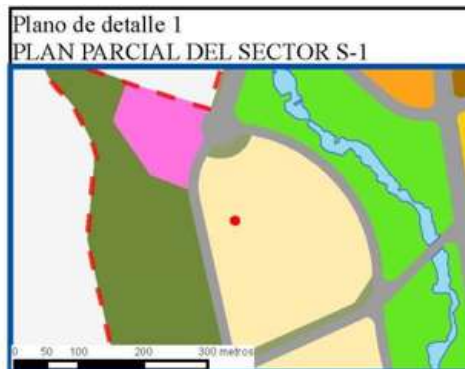 Plano de detalle 1
PLAN PARCIAL DEL SECTOR S-1
0 50 100 200 300 metros